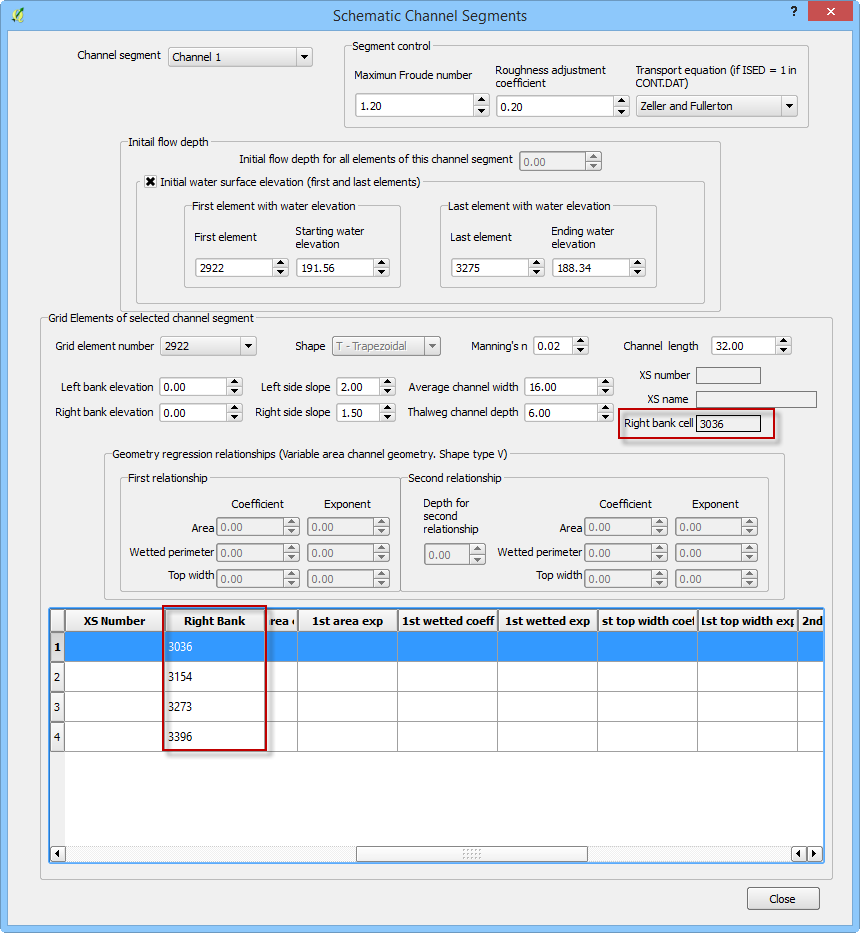 Schematic Channel Segments
?
Channel segment Channel 1
Segment control
Maximun Froude number
1.20
Roughness adjustment
coefficient
0.20
Transport equation (if ISED = 1 in
CONT.DAT)
Zeller and Fullerton
Initail flow depth
Initial flow depth for all elements of this channel segment 0.00
Initial water surface elevation (first and last elements)
First element with water elevation
First element
2922
Starting water
elevation
191.56
Last element with water elevation
Last element
3275
Ending water
elevation
188.34
Grid Elements of selected channel segment
Grid element number 2922 Shape T - Trapezoidal Manning's n 0.02 Channel length 32.00
XS number
Left bank elevation 0.00 Left side slope 2.00 Average channel width 16.00
XS name
Right bank elevation 0.00 Right side slope 1.50 Thalweg channel depth 6.00
Right bank cell 3036
Geometry regression relationships (Variable area channel geometry. Shape type V)
First relationship
Coefficient Exponent
Area 0.00 0.00
Wetted perimeter 0.00 0.00
Top width 0.00 0.00
Second relationship
Depth for
second
relationship
0.00
Coefficient Exponent
Area 0.00 0.00
Wetted perimeter 0.00 0.00
Top width 0.00 0.00
XS Number Right Bank area 1st area exp 1st wetted coeff 1st wetted exp st top width coef 1st top width exp 2nd
1 3036
2 3154
3 3273
4 3396
Close